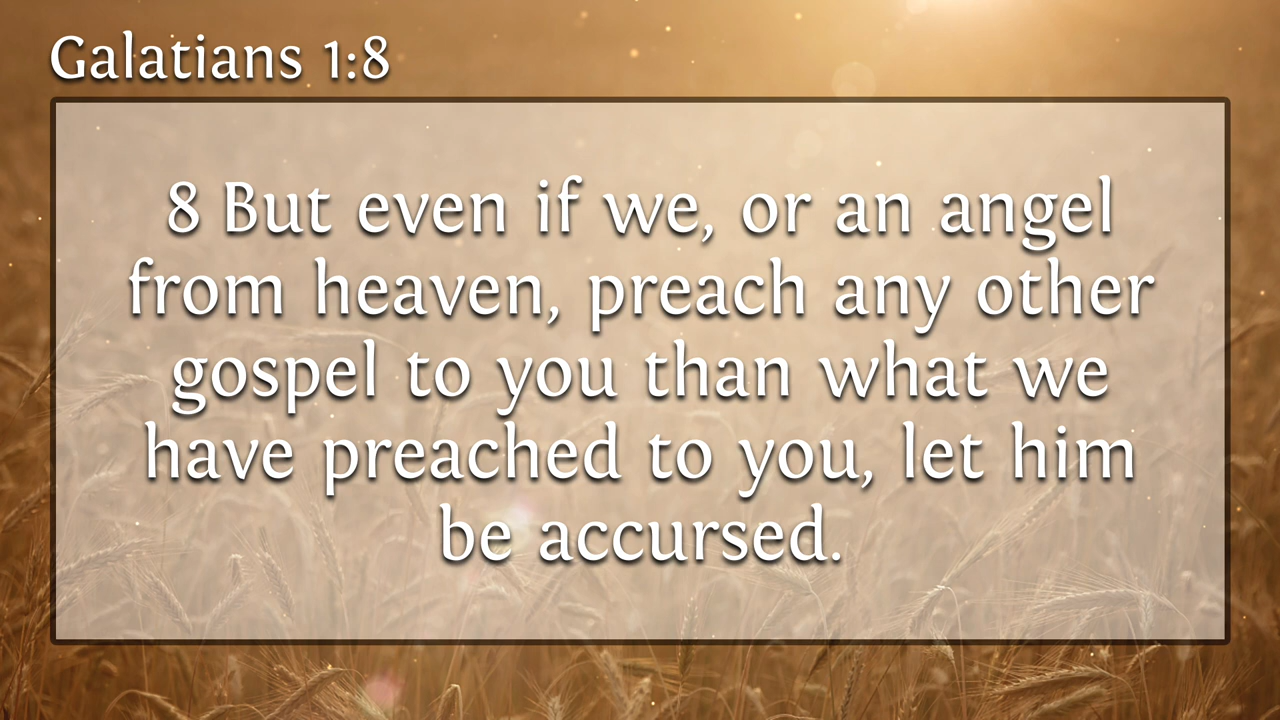 Galatians 1:8
8 But even if we, or an angel
from heaven, preach any other
gospel to you than what we
have preached to you, let him
be accursed.